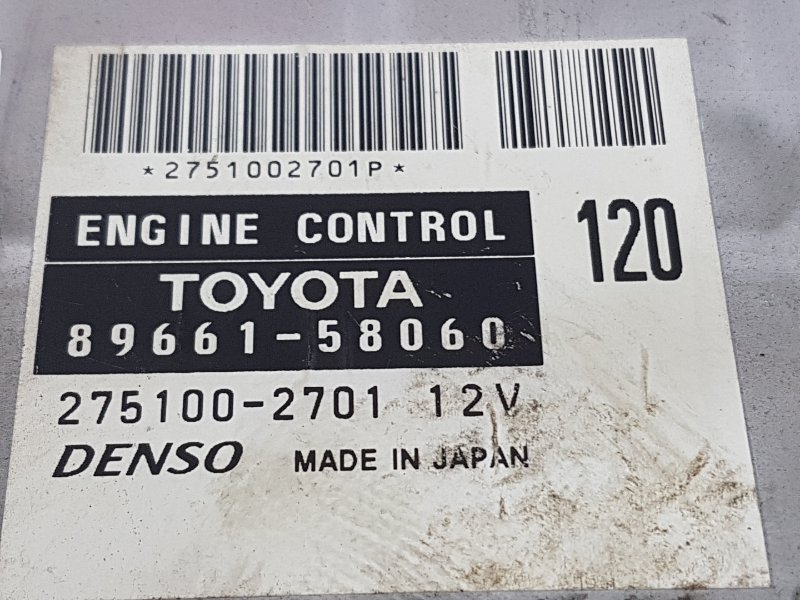 *2751002701P*
ENGINE CONTROL
120
TOYOTA
89661-58060
275100-2701 12V
DENSO MADE IN JAPAN